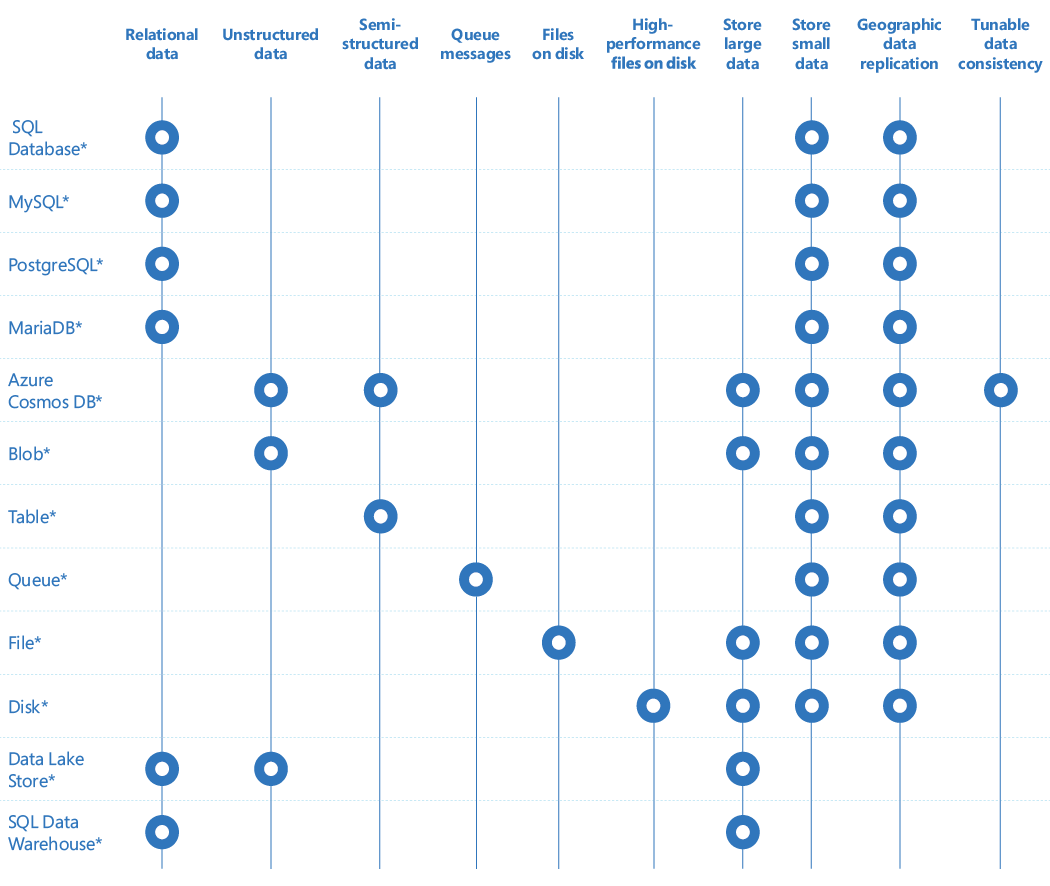 Relational
data
Unstructured
data
Semi-
structured
data
Queue
messages
Files
on disk
High-
performance
files on disk
Store
large
data
Store
small
data
Geographic
data
replication
Tunable
data
consistency
SQL
Database*
MySQL*
PostgreSQL*
MariaDB*
Azure
Cosmos DB*
Blob*
Table*
Queue*
File*
Disk*
Data Lake
Store*
SQL Data
Warehouse*